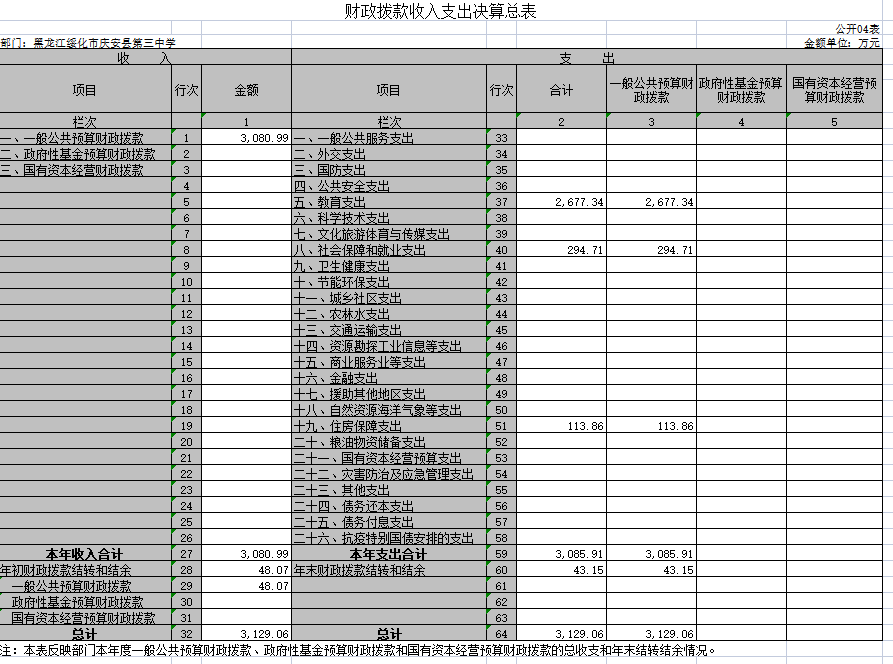 财政拨款收入支出决算总表
公开04表
部门：黑龙江绥化市庆安县第三中学 金额单位：万元
收 入 支 出
项目 行次 金额 项目 行次 合计 一般公共预算财政拨款 政府性基金预算财政拨款 国有资本经营预算财政拨款
栏次 1 栏次 2 3 4 5
一、一般公共预算财政拨款 1 3,080.99 一、一般公共服务支出 33
二、政府性基金预算财政拨款 2 二、外交支出 34
三、国有资本经营财政拨款 3 三、国防支出 35
4 四、公共安全支出 36
5 五、教育支出 37 2,677.34 2,677.34
6 六、科学技术支出 38
7 七、文化旅游体育与传媒支出 39
8 八、社会保障和就业支出 40 294.71 294.71
9 九、卫生健康支出 41
10 十、节能环保支出 42
11 十一、城乡社区支出 43
12 十二、农林水支出 44
13 十三、交通运输支出 45
14 十四、资源勘探工业信息等支出 46
15 十五、商业服务业等支出 47
16 十六、金融支出 48
17 十七、援助其他地区支出 49
18 十八、自然资源海洋气象等支出 50
19 十九、住房保障支出 51 113.86 113.86
20 二十、粮油物资储备支出 52
21 二十一、国有资本经营预算支出 53
22 二十二、灾害防治及应急管理支出 54
23 二十三、其他支出 55
24 二十四、债务还本支出 56
25 二十五、债务付息支出 57
26 二十六、抗疫特别国债安排的支出 58
本年收入合计 27 3,080.99 本年支出合计 59 3,085.91 3,085.91
年初财政拨款结转和结余 28 48.07 年末财政拨款结转和结余 60 43.15 43.15
一般公共预算财政拨款 29 48.07 61
政府性基金预算财政拨款 30 62
国有资本经营预算财政拨款 31 63
总计 32 3,129.06 总计 64 3,129.06 3,129.06
注：本表反映部门本年度一般公共预算财政拨款、政府性基金预算财政拨款和国有资本经营预算财政拨款的总收支和年末结转结余情况。